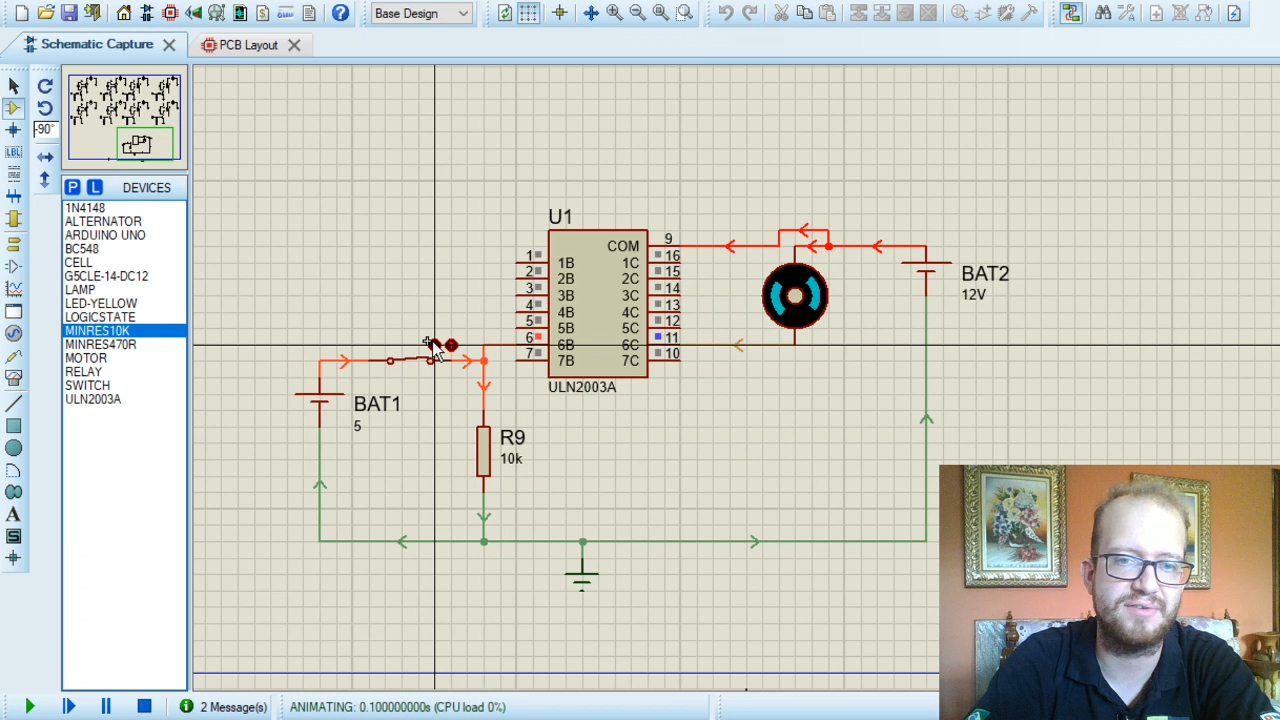 Base Design
Schematic Capture
PCB Layout
-90°
LBL
P L DEVICES
1N4148
ALTERNATOR
ARDUINO UNO
BC548
CELL
G5CLE-14-DC12
LAMP
LED-YELLOW
LOGICSTATE
MINRES10K
MINRES470R
MOTOR
RELAY
SWITCH
ULN2003A
U1
1 1B
2 2B
3 3B
4 4B
5 5B
6 6B
7 7B
COM 9
1C 16
2C 15
3C 14
4C 13
5C 12
6C 11
7C 10
ULN2003A
BAT1
5
R9
10k
BAT2
12V
A
S
2 Message(s)
ANIMATING: 0.100000000s (CPU load 0%)